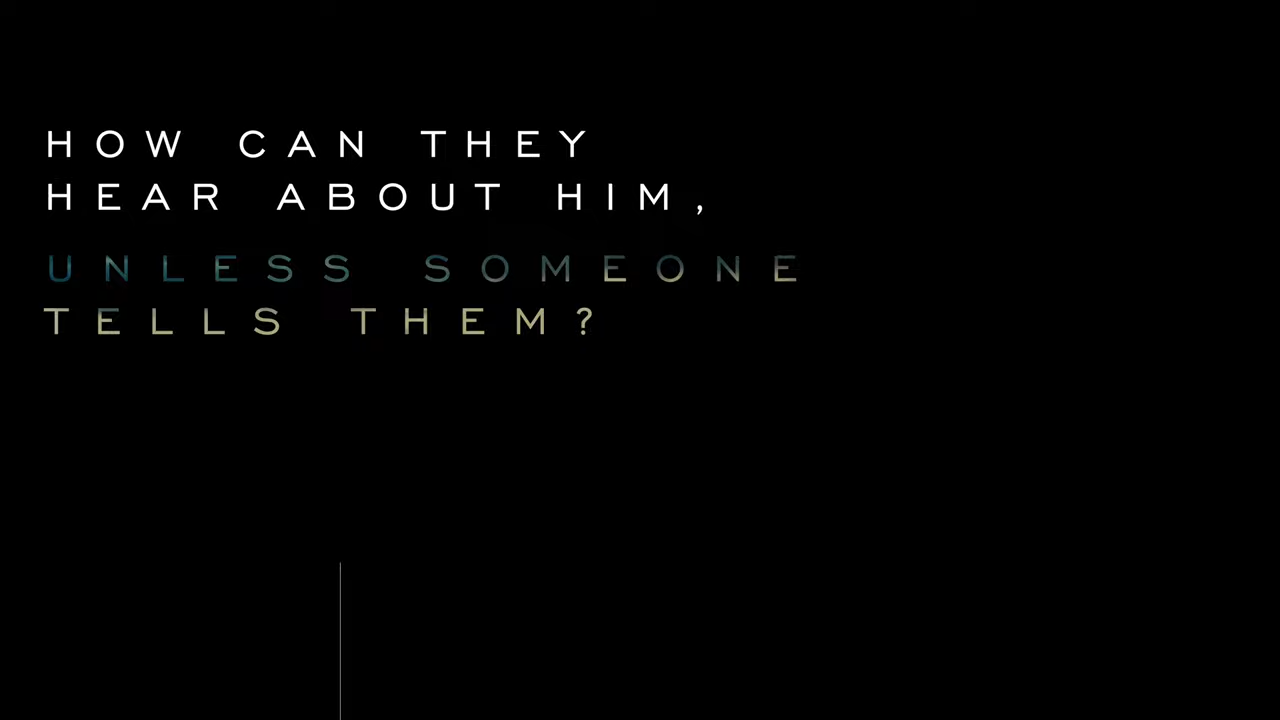 HOW CAN THEY
HEAR ABOUT HIM,
UNLESS SOMEONE
TELLS THEM?